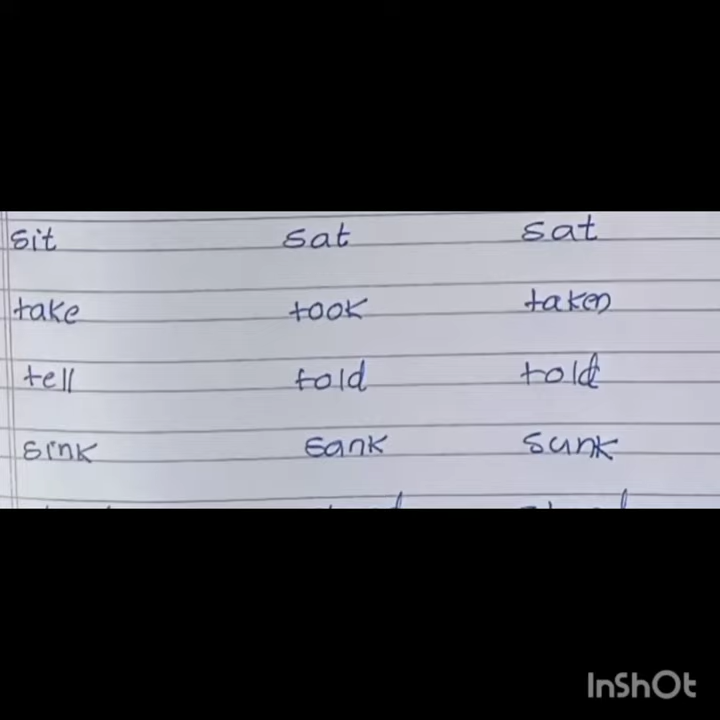 sit sat sat
take took taken
tell told told
sink sank sunk
InShOt